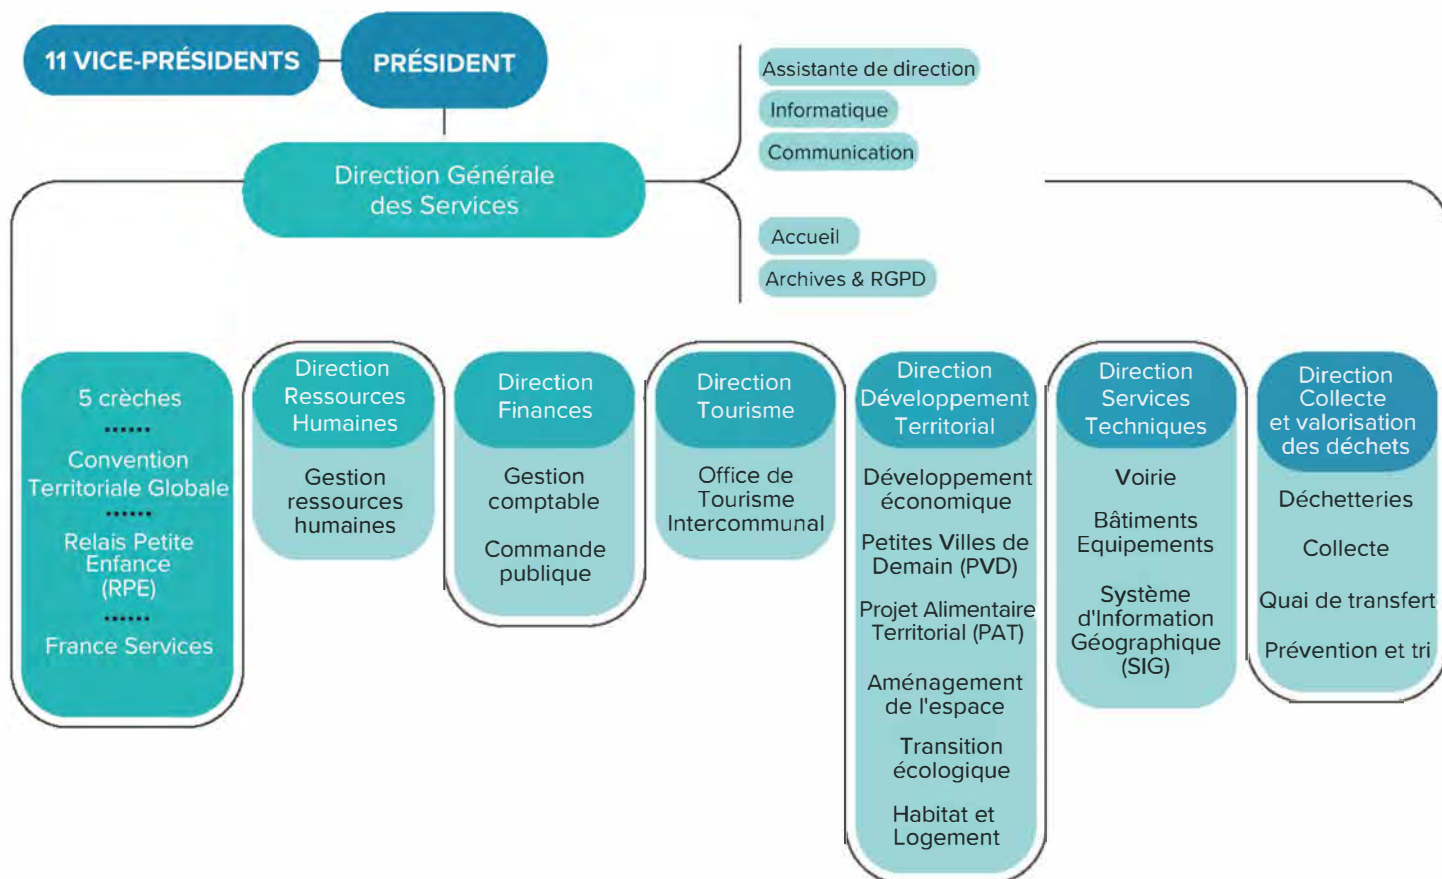 11 VICE-PRÉSIDENTS
PRÉSIDENT
Direction Générale
des Services
Assistante de direction
Informatique
Communication
Accueil
Archives & RGPD
5 crèches
......
Convention
Territoriale Globale
......
Relais Petite
Enfance
(RPE)
......
France Services
Direction
Ressources
Humaines
Gestion
ressources
humaines
Direction
Finances
Gestion
comptable
Commande
publique
Direction
Tourisme
Office de
Tourisme
Intercommunal
Direction
Développement
Territorial
Développement
économique
Petites Villes de
Demain (PVD)
Projet Alimentaire
Territorial (PAT)
Aménagement
de l'espace
Transition
écologique
Habitat et
Logement
Direction
Services
Techniques
Voirie
Bâtiments
Equipements
Système
d'Information
Géographique
(SIG)
Direction
Collecte
et valorisation
des déchets
Déchetteries
Collecte
Quai de transfert
Prévention et tri